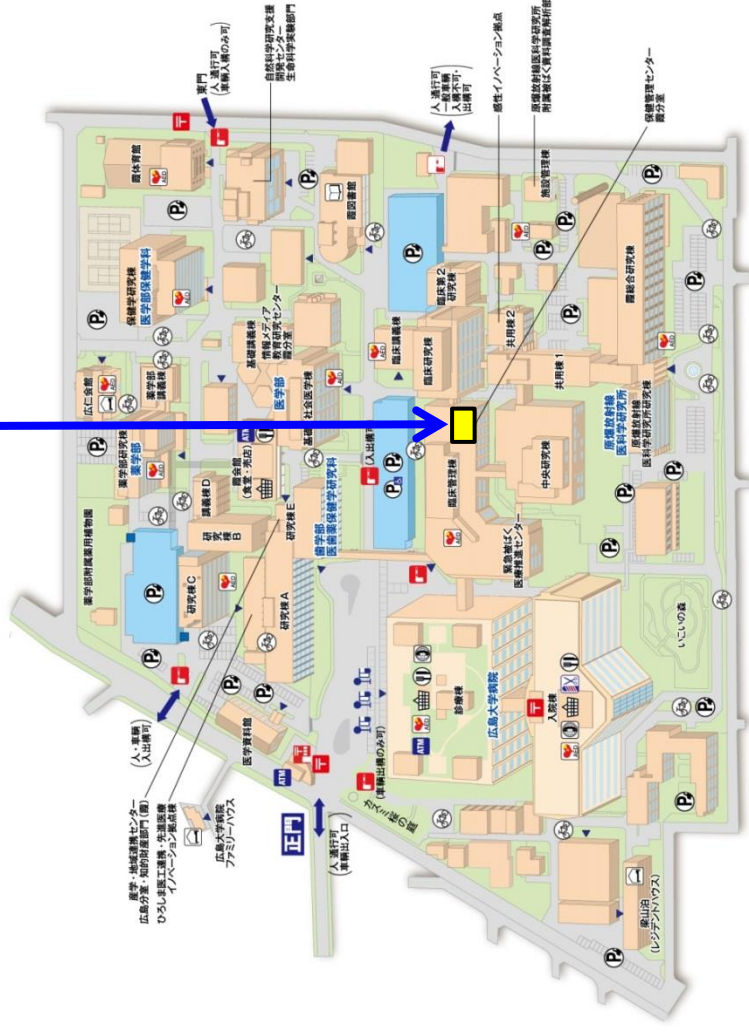 自然科学研究支援
開発センター
生命科学実験部門
東門
(人 通行可
車輌入構のみ可)
霞体育館
AED
保健学研究棟
医学部保健学科
AED
霞図書館
(人 通行可
一般車輌
入構不可・
出構可)
感性イノベーション拠点
原爆放射線医科学研究所
附属被ばく資料調査解析部
保健管理センター
霞分室
施設管理棟
AED
広仁会館
AED
薬学部
講義棟
薬学部研究棟
薬学部
AED
基礎講義棟
情報メディア
教育研究センター
霞分室
医学部
基礎・社会医学棟
AED
臨床講義棟
AED
臨床研究棟
臨床第2
研究棟
共用棟2
共用棟1
霞総合研究棟
AED
薬学部附属薬用植物園
講義棟D
研究
棟
B
研究棟C
AED
ATM
霞会館
(食堂・売店)
研究棟E
研究棟A
歯学部
医歯薬保健学研究科
(入出構可)
臨床管理棟
AED
緊急被ばく
医療推進センター
中央研究棟
原爆放射線
医科学研究所
原爆放射線
医科学研究所研究棟
AED
(人・車輌
入出構可)
産学・地域連携センター
広島分室・知的財産部門(霞)
ひろしま医工連携・先進医療
イノベーション拠点棟
広島大学病院
ファミリーハウス
医学資料館
ATM
正門
(人 通行可
車輌出入口)
(車輌出構のみ可)
カスミ桜の庭
ATM
AED
診療棟
広島大学病院
入院棟
AED
いこいの森
梁山泊
(レジデントハウス)